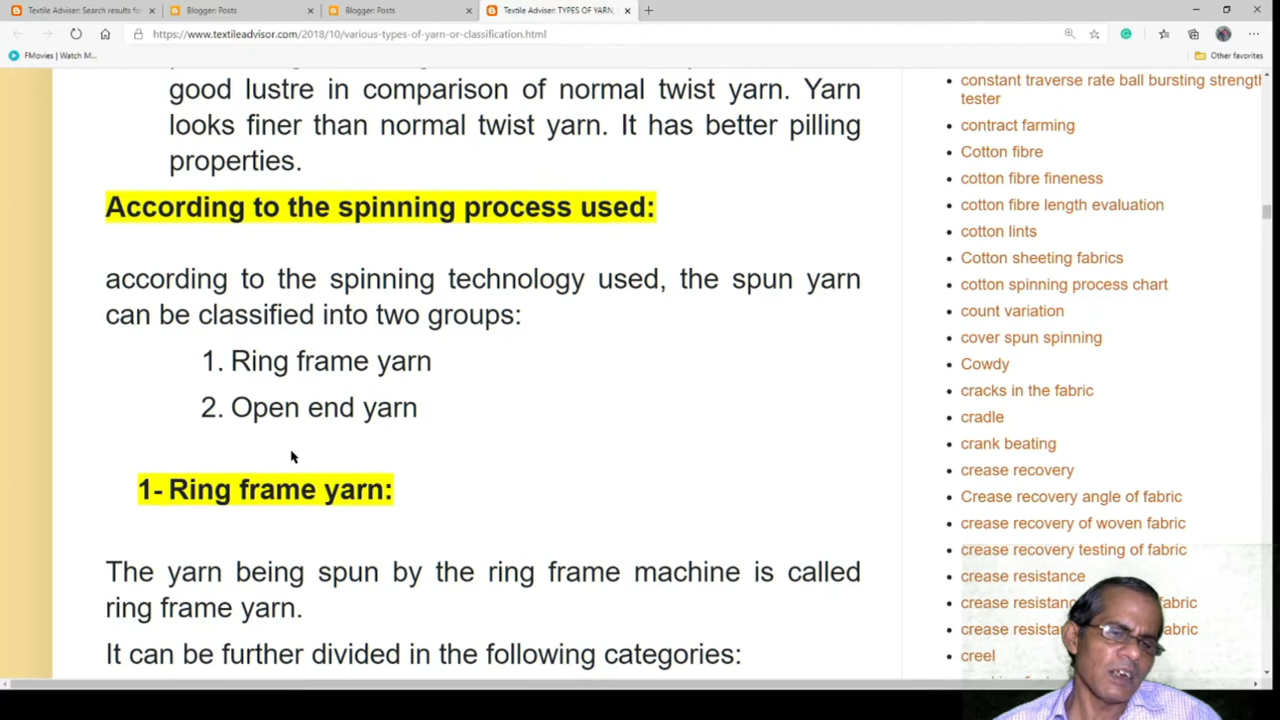 Textile Adviser: Search results fo
Blogger: Posts
Blogger: Posts
Textile Adviser: TYPES OF YARN,
https://www.textileadvisor.com/2018/10/various-types-of-yarn-or-classification.html
FMovies | Watch M...
Other favorites
good lustre in comparison of normal twist yarn. Yarn
looks finer than normal twist yarn. It has better pilling
properties.
According to the spinning process used:
according to the spinning technology used, the spun yarn
can be classified into two groups:
1. Ring frame yarn
2. Open end yarn
1- Ring frame yarn:
The yarn being spun by the ring frame machine is called
ring frame yarn.
It can be further divided in the following categories:
constant traverse rate ball bursting strength
tester
contract farming
Cotton fibre
cotton fibre fineness
cotton fibre length evaluation
cotton lints
Cotton sheeting fabrics
cotton spinning process chart
count variation
cover spun spinning
Cowdy
cracks in the fabric
cradle
crank beating
crease recovery
Crease recovery angle of fabric
crease recovery of woven fabric
crease recovery testing of fabric
crease resistance
crease resistanc fabric
crease resista fabric
creel